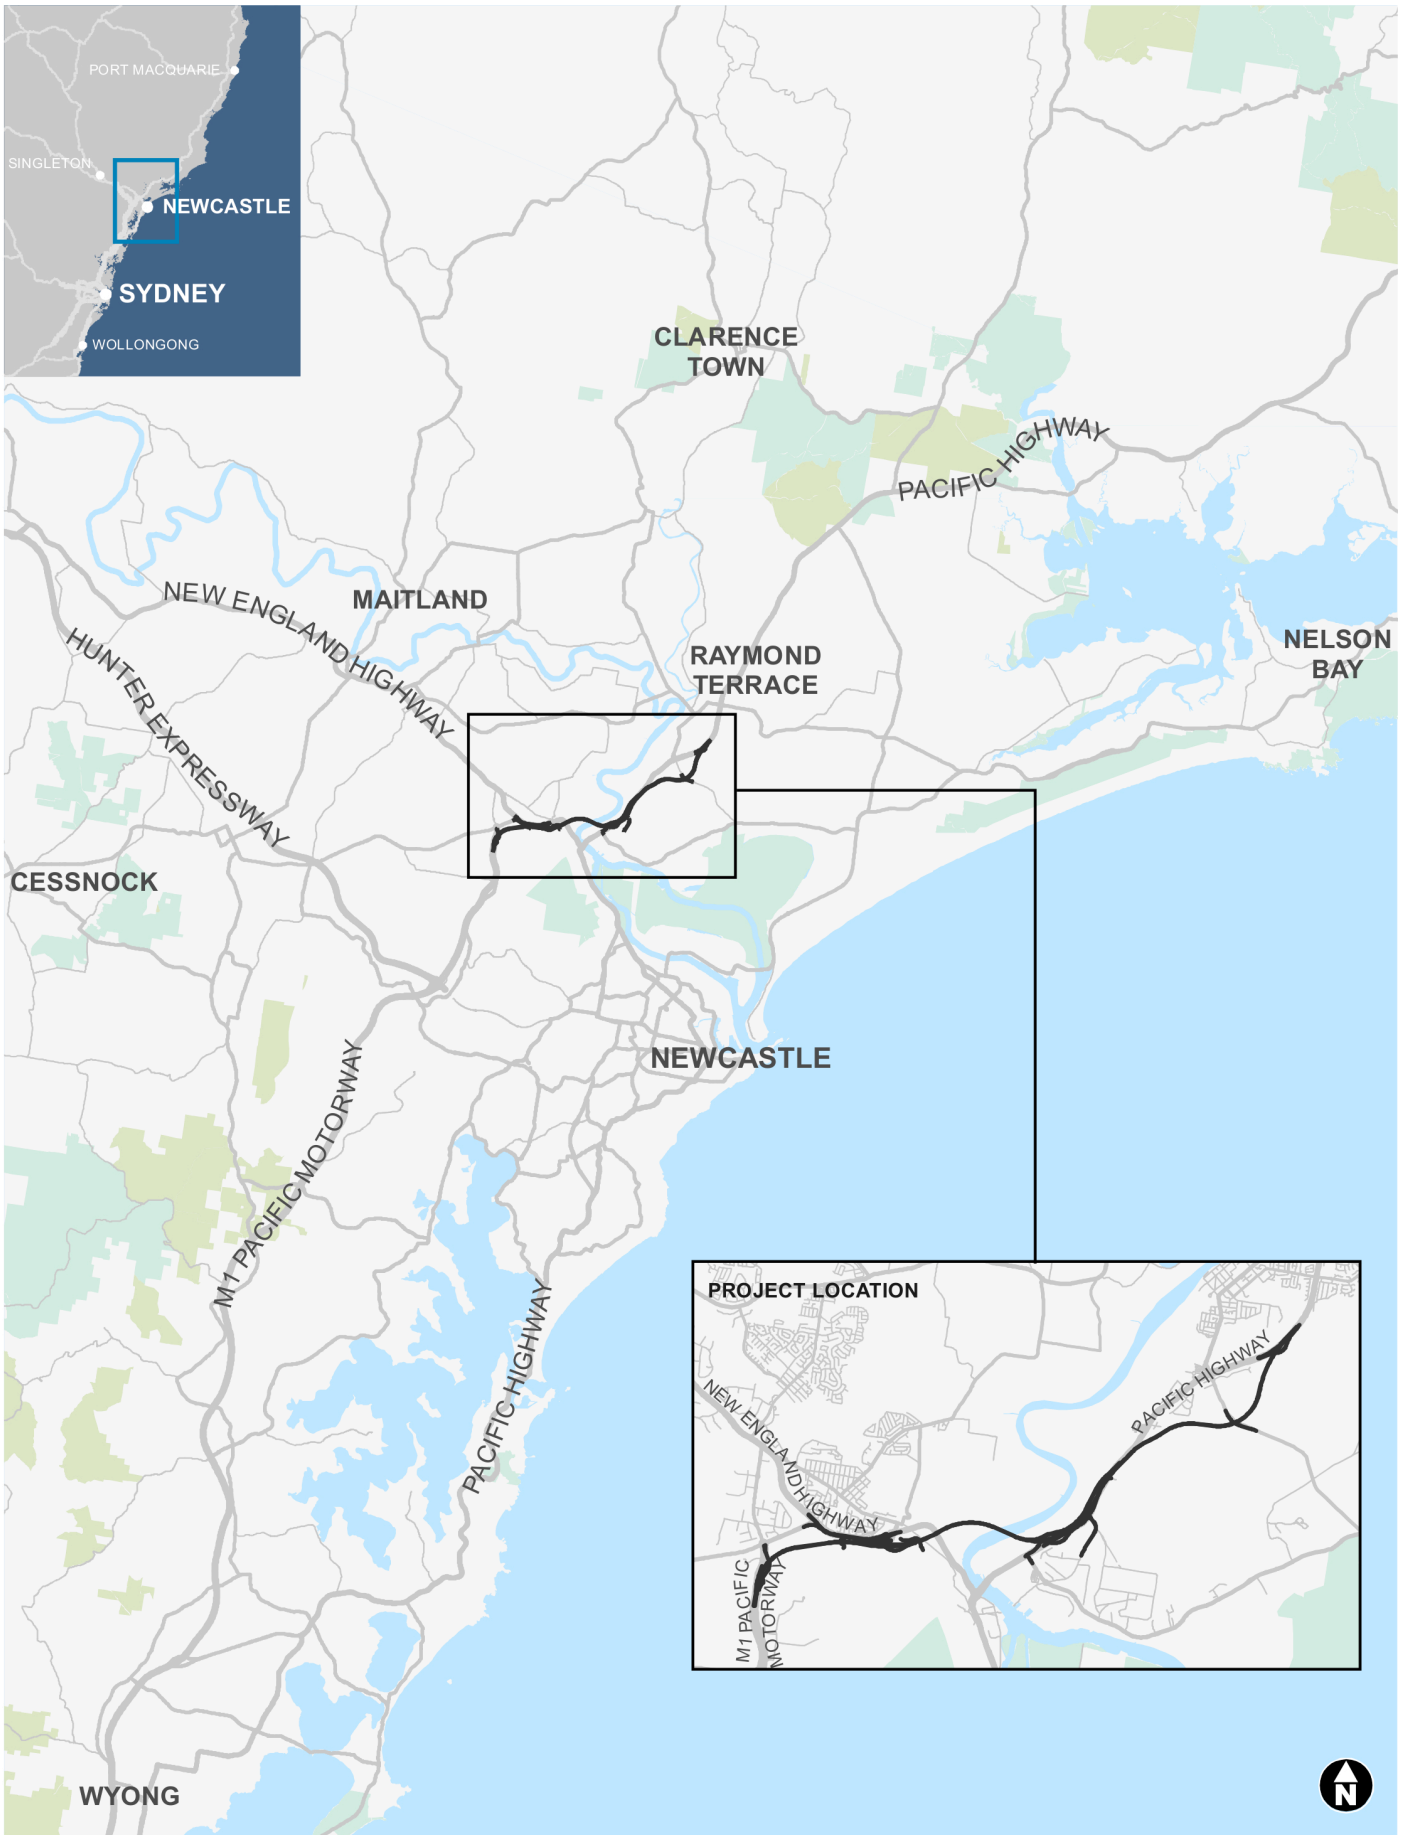 PORT MACQUARIE
SINGLETON
NEWCASTLE
SYDNEY
WOLLONGONG
CLARENCE
TOWN
PACIFIC HIGHWAY
NEW ENGLAND HIGHWAY
MAITLAND
HUNTER EXPRESSWAY
RAYMOND
TERRACE
NELSON
BAY
CESSNOCK
NEWCASTLE
M1 PACIFIC MOTORWAY
PACIFIC HIGHWAY
PROJECT LOCATION
PACIFIC HIGHWAY
NEW ENGLAND HIGHWAY
M1 PACIFIC
MOTORWAY
WYONG
N